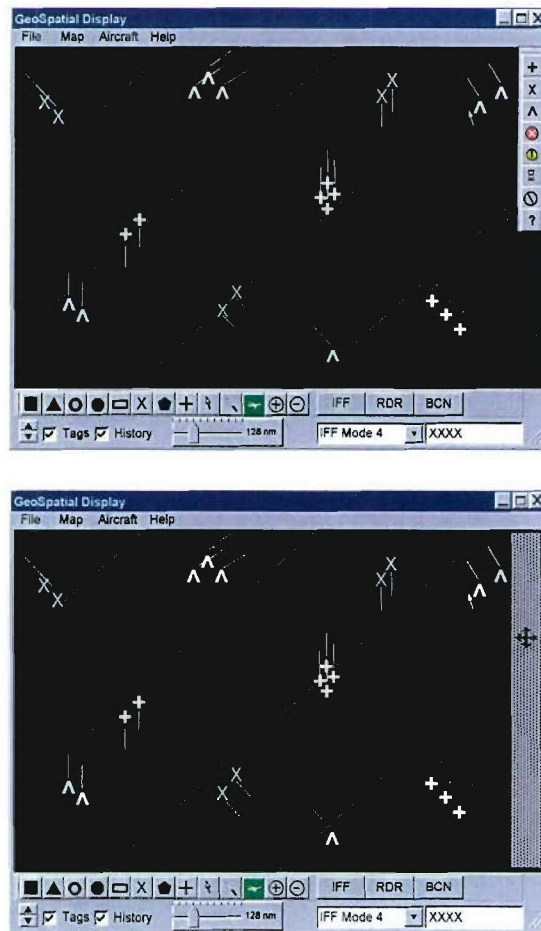 GeoSpatial Display
File Map Aircraft Help
IFF RDR BCN
Tags History 128 nm IFF Mode 4 XXXX
GeoSpatial Display
File Map Aircraft Help
IFF RDR BCN
Tags History 128 nm IFF Mode 4 XXXX